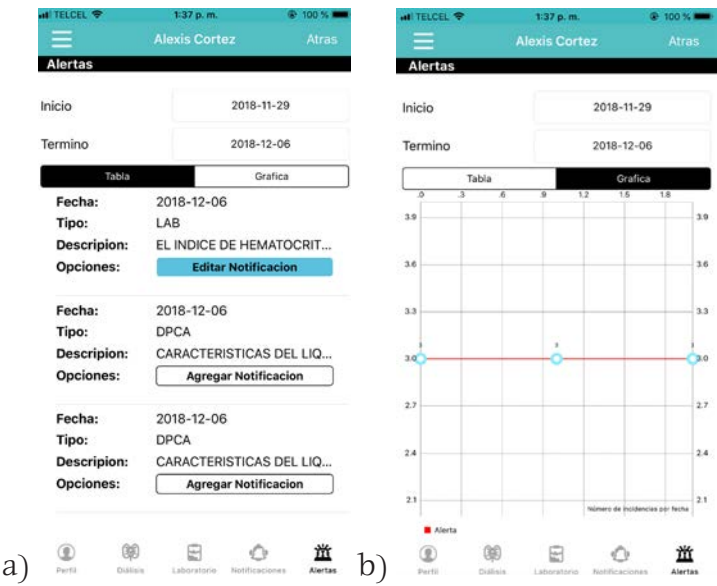 TELCEL 1:37 p. m. 100 %
Alexis Cortez Atras
Alertas
Inicio 2018-11-29
Termino 2018-12-06
Tabla Grafica
Fecha: 2018-12-06
Tipo: LAB
Descripion: EL INDICE DE HEMATOCRIT...
Opciones: Editar Notificacion
Fecha: 2018-12-06
Tipo: DPCA
Descripion: CARACTERISTICAS DEL LIQ...
Opciones: Agregar Notificacion
Fecha: 2018-12-06
Tipo: DPCA
Descripion: CARACTERISTICAS DEL LIQ...
Opciones: Agregar Notificacion
Perfil Diálisis Laboratorio Notificaciones Alertas
a)
TELCEL 1:37 p. m. 100 %
Alexis Cortez Atras
Alertas
Inicio 2018-11-29
Termino 2018-12-06
Tabla Grafica
.0 .3 .6 .9 1.2 1.5 1.8
3.9 3.9
3.6 3.6
3.3 3.3
3 3
3.0 3.0
2.7 2.7
2.4 2.4
2.1 2.1
Número de incidencias por fecha
Alerta
Perfil Diálisis Laboratorio Notificaciones Alertas
b)